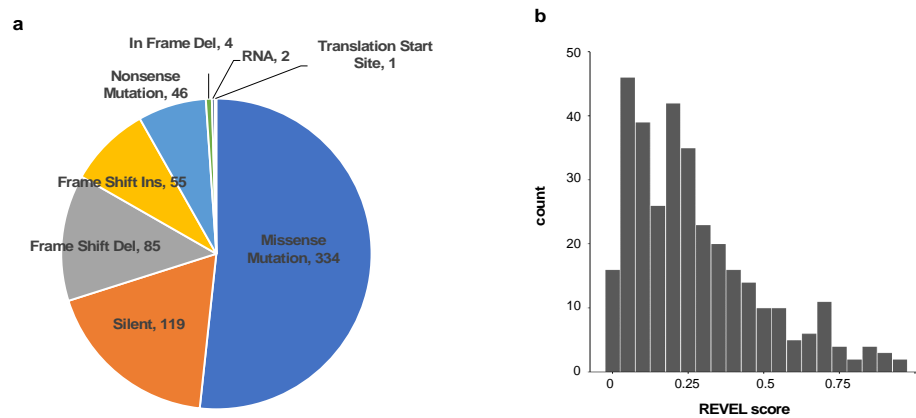 a
In Frame Del, 4
RNA, 2
Translation Start
Site, 1
Nonsense
Mutation, 46
Frame Shift Ins, 55
Frame Shift Del, 85
Missense
Mutation, 334
Silent, 119
b
50
40
30
20
10
0
count
0
0.25
0.5
0.75
REVEL score